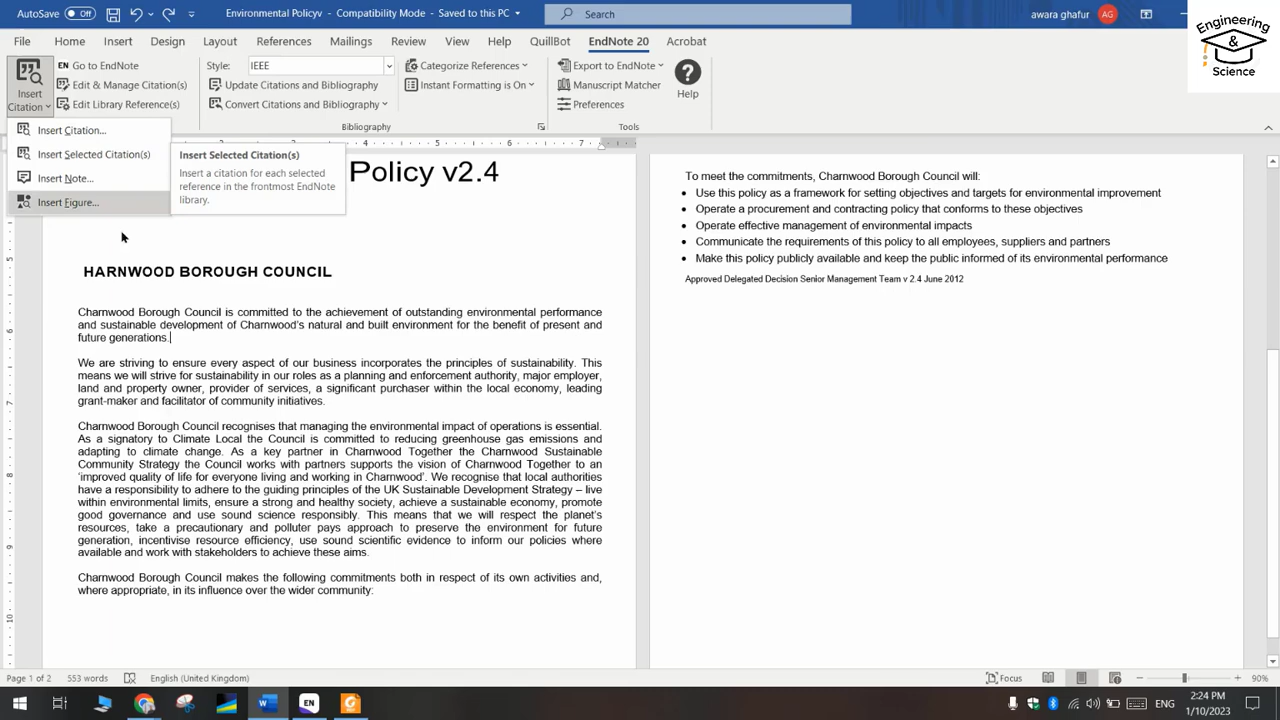 AutoSave Off
Environmental Policy - Compatibility Mode - Saved to this PC
Search
awara ghafur AG
Engineering
&
Science
File Home Insert Design Layout References Mailings Review View Help QuillBot EndNote 20 Acrobat
Insert
Citation
EN Go to EndNote
Edit & Manage Citation(s)
Edit Library Reference(s)
Style: IEEE
Update Citations and Bibliography
Convert Citations and Bibliography
Categorize References
Instant Formatting is On
Bibliography
Export to EndNote
Manuscript Matcher
Preferences
Tools
Help
Insert Citation...
Insert Selected Citation(s)
Insert Note...
Insert Figure...
Insert Selected Citation(s)
Insert a citation for each selected
reference in the frontmost EndNote
library.
Policy v2.4
HARNWOOD BOROUGH COUNCIL
Charnwood Borough Council is committed to the achievement of outstanding environmental performance
and sustainable development of Charnwood's natural and built environment for the benefit of present and
future generations.
We are striving to ensure every aspect of our business incorporates the principles of sustainability. This
means we will strive for sustainability in our roles as a planning and enforcement authority, major employer,
land and property owner, provider of services, a significant purchaser within the local economy, leading
grant-maker and facilitator of community initiatives.
Charnwood Borough Council recognises that managing the environmental impact of operations is essential.
As a signatory to Climate Local the Council is committed to reducing greenhouse gas emissions and
adapting to climate change. As a key partner in Charnwood Together the Charnwood Sustainable
Community Strategy the Council works with partners supports the vision of Charnwood Together to an
'improved quality of life for everyone living and working in Charnwood'. We recognise that local authorities
have a responsibility to adhere to the guiding principles of the UK Sustainable Development Strategy – live
within environmental limits, ensure a strong and healthy society, achieve a sustainable economy, promote
good governance and use sound science responsibly. This means that we will respect the planet's
resources, take a precautionary and polluter pays approach to preserve the environment for future
generation, incentivise resource efficiency, use sound scientific evidence to inform our policies where
available and work with stakeholders to achieve these aims.
Charnwood Borough Council makes the following commitments both in respect of its own activities and,
where appropriate, in its influence over the wider community:
To meet the commitments, Charnwood Borough Council will:
• Use this policy as a framework for setting objectives and targets for environmental improvement
• Operate a procurement and contracting policy that conforms to these objectives
• Operate effective management of environmental impacts
• Communicate the requirements of this policy to all employees, suppliers and partners
• Make this policy publicly available and keep the public informed of its environmental performance
Approved Delegated Decision Senior Management Team v 2.4 June 2012
Page 1 of 2 553 words English (United Kingdom) Focus 90%
2:24 PM
1/10/2023